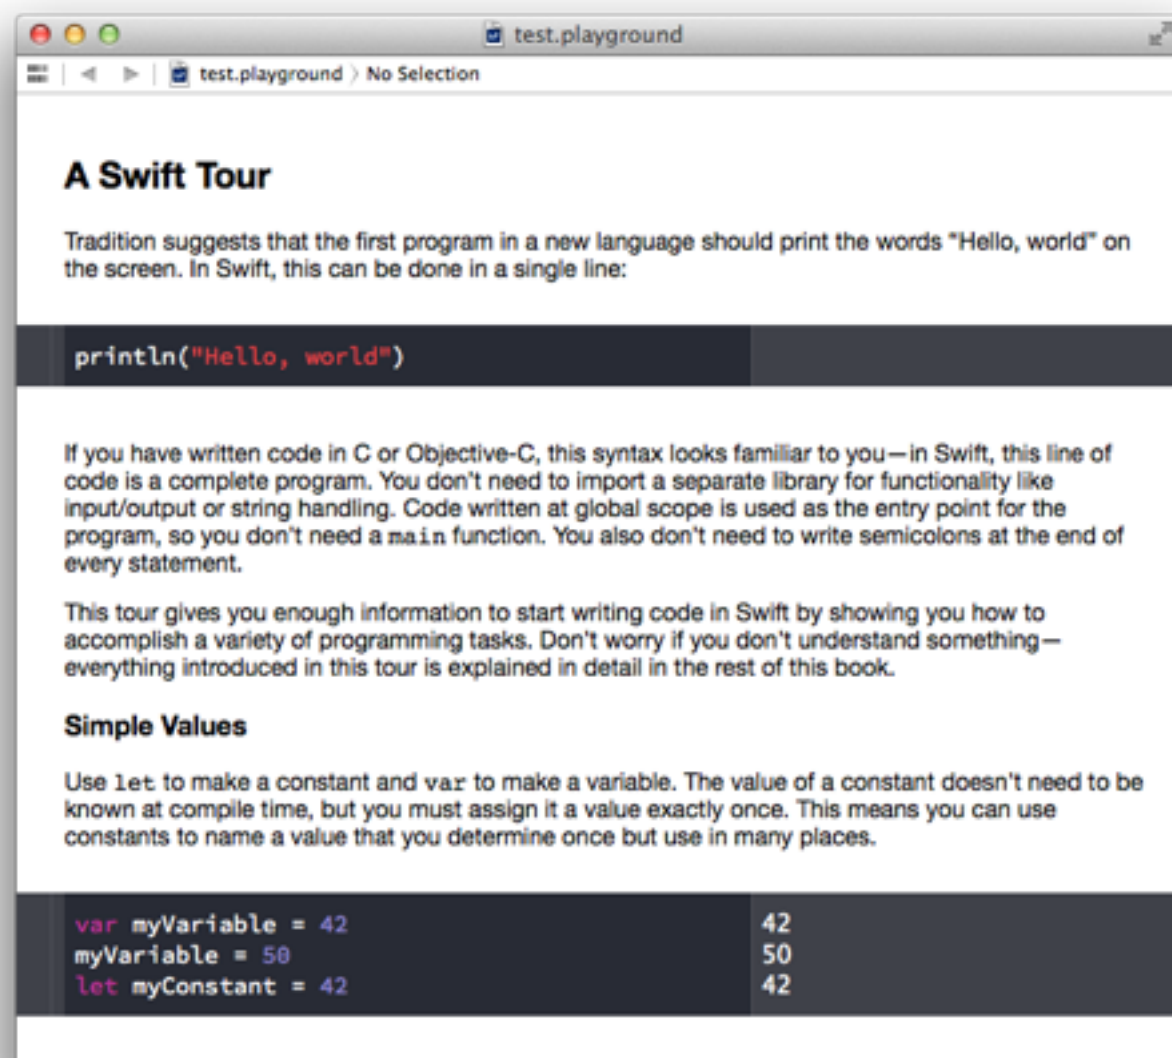 test.playground
test.playground 〉 No Selection
A Swift Tour
Tradition suggests that the first program in a new language should print the words “Hello, world” on
the screen. In Swift, this can be done in a single line:
println("Hello, world")
If you have written code in C or Objective-C, this syntax looks familiar to you—in Swift, this line of
code is a complete program. You don’t need to import a separate library for functionality like
input/output or string handling. Code written at global scope is used as the entry point for the
program, so you don’t need a main function. You also don’t need to write semicolons at the end of
every statement.
This tour gives you enough information to start writing code in Swift by showing you how to
accomplish a variety of programming tasks. Don’t worry if you don’t understand something—
everything introduced in this tour is explained in detail in the rest of this book.
Simple Values
Use let to make a constant and var to make a variable. The value of a constant doesn’t need to be
known at compile time, but you must assign it a value exactly once. This means you can use
constants to name a value that you determine once but use in many places.
var myVariable = 42 42
myVariable = 50 50
let myConstant = 42 42